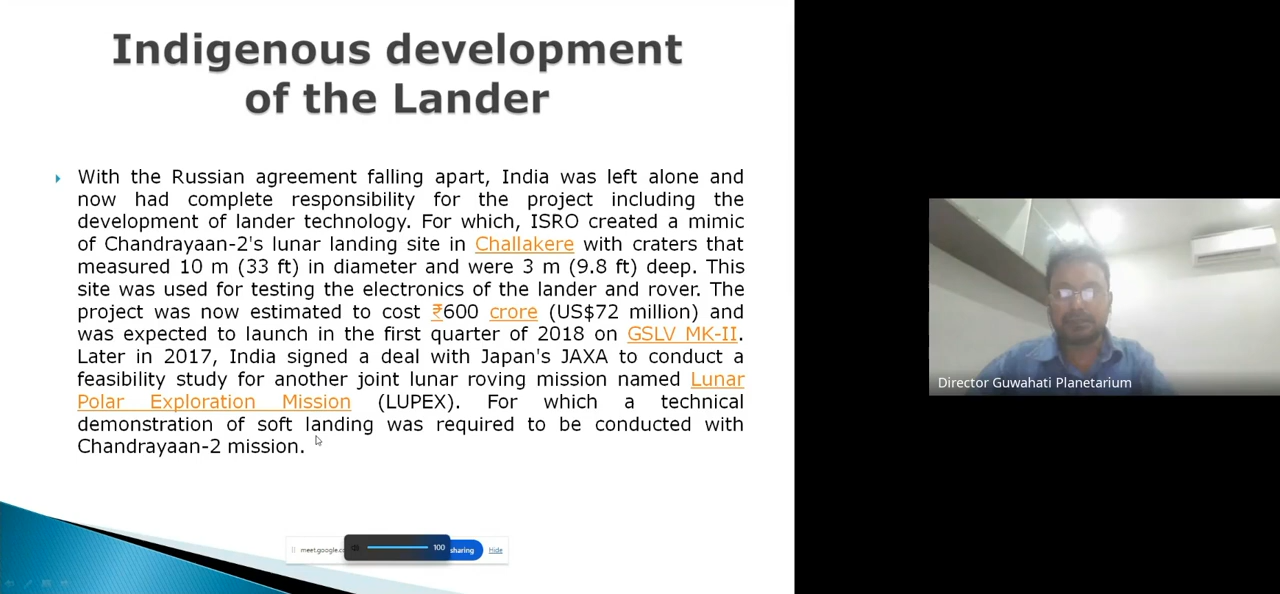 Indigenous development
of the Lander
With the Russian agreement falling apart, India was left alone and
now had complete responsibility for the project including the
development of lander technology. For which, ISRO created a mimic
of Chandrayaan-2's lunar landing site in Challakere with craters that
measured 10 m (33 ft) in diameter and were 3 m (9.8 ft) deep. This
site was used for testing the electronics of the lander and rover. The
project was now estimated to cost ₹600 crore (US$72 million) and
was expected to launch in the first quarter of 2018 on GSLV MK-II.
Later in 2017, India signed a deal with Japan's JAXA to conduct a
feasibility study for another joint lunar roving mission named Lunar
Polar Exploration Mission (LUPEX). For which a technical
demonstration of soft landing was required to be conducted with
Chandrayaan-2 mission.
Director Guwahati Planetarium
100 sharing Hide